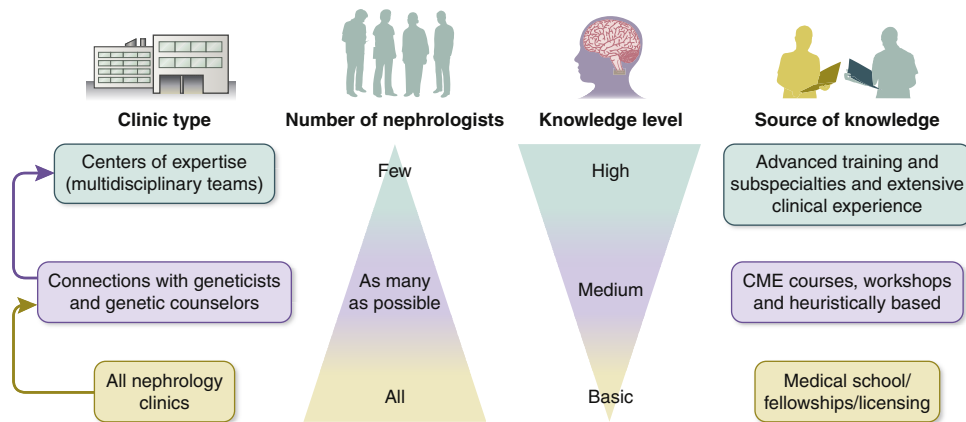 Clinic type
Number of nephrologists
Knowledge level
Source of knowledge
Centers of expertise
(multidisciplinary teams)
Few
High
Advanced training and
subspecialties and extensive
clinical experience
Connections with geneticists
and genetic counselors
As many
as possible
Medium
CME courses, workshops
and heuristically based
All nephrology
clinics
All
Basic
Medical school/
fellowships/licensing